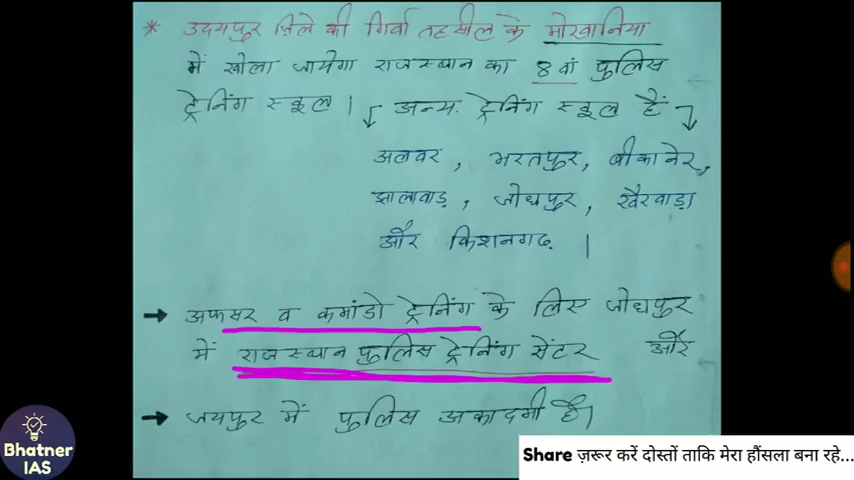 * उदयपुर ज़िले की गिर्वा तहसील के मोखानिया
में खोला जायेगा राजस्थान का 8 वां पुलिस
ट्रेनिंग स्कूल । अन्य ट्रेनिंग स्कूल हैं
अलवर , भरतपुर , बीकानेर,
झालावाड़ , जोधपुर , खैरवाड़ा
और किशनगढ । 
→ अफसर व कमांडो ट्रेनिंग के लिए जोधपुर
में राजस्थान पुलिस ट्रेनिंग सेंटर और
→ जयपुर में पुलिस अकादमी है।
Bhatner
IAS
Share ज़रूर करें दोस्तों ताकि मेरा हौंसला बना रहे...